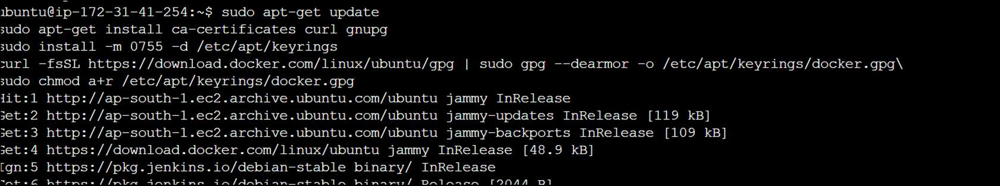 ubuntu@ip-172-31-41-254:~$ sudo apt-get update
sudo apt-get install ca-certificates curl gnupg
sudo install -m 0755 -d /etc/apt/keyrings
curl -fsSL https://download.docker.com/linux/ubuntu/gpg | sudo gpg --dearmor -o /etc/apt/keyrings/docker.gpg\
sudo chmod a+r /etc/apt/keyrings/docker.gpg
Hit:1 http://ap-south-1.ec2.archive.ubuntu.com/ubuntu jammy InRelease
Get:2 http://ap-south-1.ec2.archive.ubuntu.com/ubuntu jammy-updates InRelease [119 kB]
Get:3 http://ap-south-1.ec2.archive.ubuntu.com/ubuntu jammy-backports InRelease [109 kB]
Get:4 https://download.docker.com/linux/ubuntu jammy InRelease [48.9 kB]
Ign:5 https://pkg.jenkins.io/debian-stable binary/ InRelease
Get:6 https://pkg.jenkins.io/debian-stable binary/ Release [2044 B]